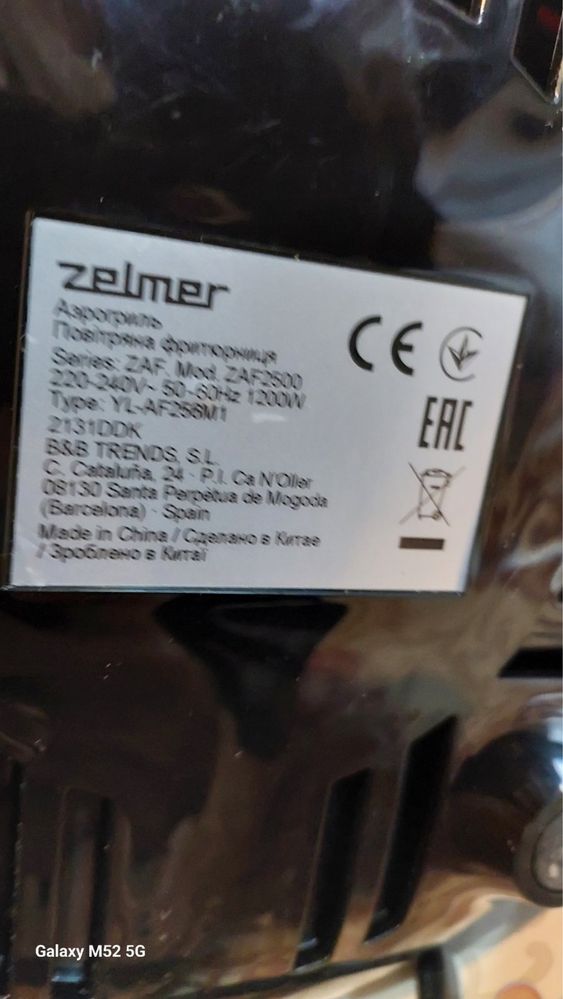 zelmer
Аэрогриль
Повітряна фритюрниця
Series: ZAF. Mod. ZAF2500
220-240V~ 50-60Hz 1200W
Type: YL-AF256M1
2131DDK
B&B TRENDS, S.L.
C. Cataluña, 24 - P.I. Ca N'Oller
08130 Santa Perpetua de Mogoda
(Barcelona) - Spain
Made in China / Сделано в Китае
/ Зроблено в Китаї
CE
EAC
Galaxy M52 5G